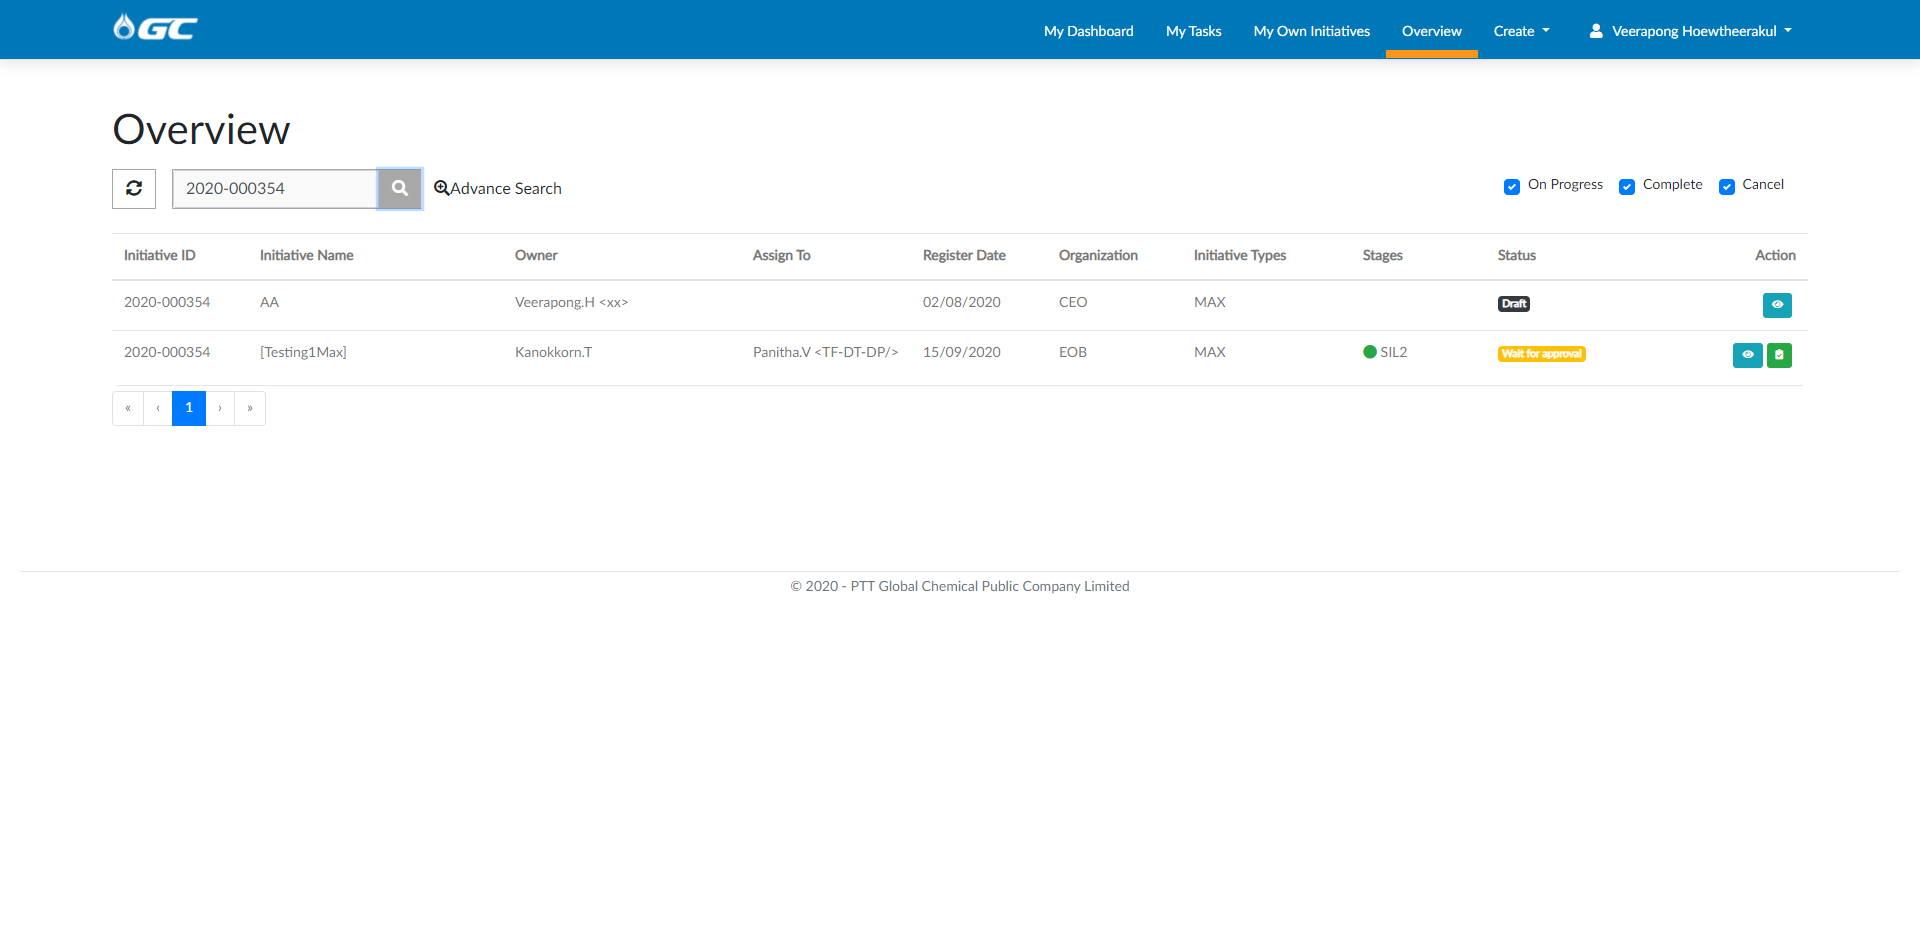 GC
My Dashboard My Tasks My Own Initiatives Overview Create Veerapong Hoewtheerakul
Overview
2020-000354 Advance Search On Progress Complete Cancel
Initiative ID Initiative Name Owner Assign To Register Date Organization Initiative Types Stages Status Action
2020-000354 AA Veerapong.H <xx> 02/08/2020 CEO MAX Draft
2020-000354 [Testing1Max] Kanokkorn.T Panitha.V <TF-DT-DP/> 15/09/2020 EOB MAX SIL2 Wait for approval
« ‹ 1 › »
© 2020 - PTT Global Chemical Public Company Limited